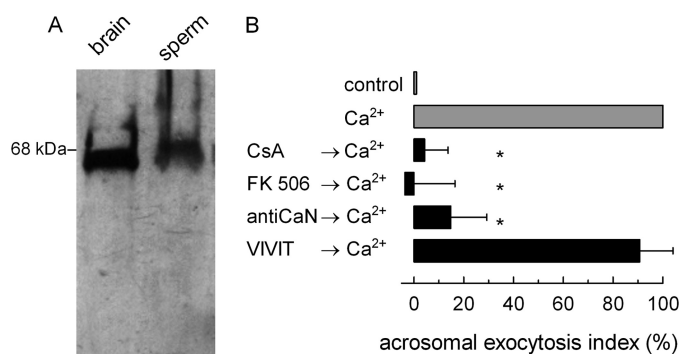 A
brain sperm
68 kDa–
B
control
Ca2+
CsA → Ca2+ *
FK 506 → Ca2+ *
antiCaN → Ca2+ *
VIVIT → Ca2+
0 20 40 60 80 100
acrosomal exocytosis index (%)